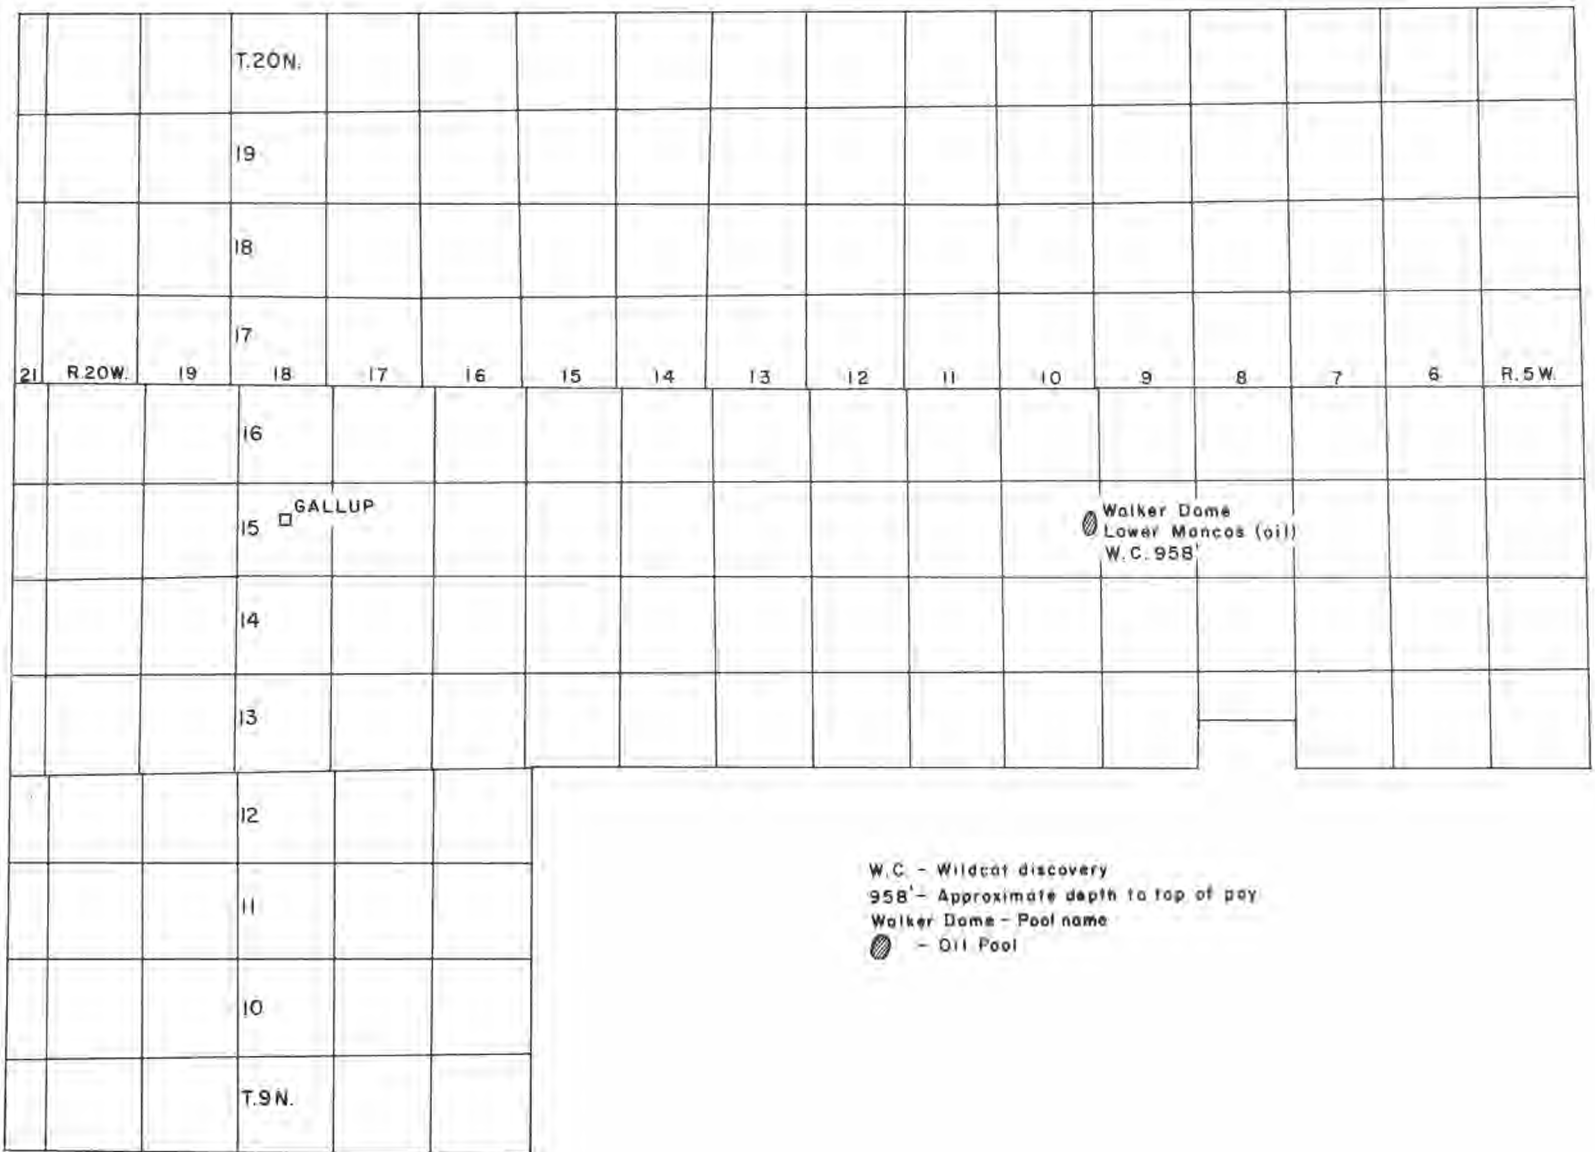 T.20N.
19
18
17
21 R.20W. 19 18 17 16 15 14 13 12 11 10 9 8 7 6 R.5W.
16
15
GALLUP
Walker Dome
Lower Mancos (oil)
W.C. 958'
14
13
12
11
10
T.9N.
W.C. - Wildcat discovery
958' - Approximate depth to top of pay
Walker Dome - Pool name
- Oil Pool